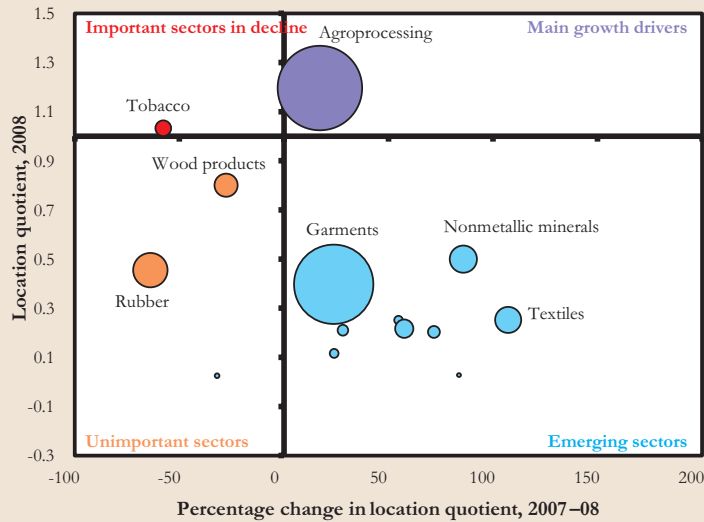 1.5
1.3
1.1
0.9
0.7
0.5
0.3
0.1
-0.1
-0.3
Location quotient, 2008
Important sectors in decline
Main growth drivers
Agroprocessing
Tobacco
Wood products
Garments
Nonmetallic minerals
Rubber
Textiles
Unimportant sectors
Emerging sectors
-100
-50
0
50
100
150
200
Percentage change in location quotient, 2007–08